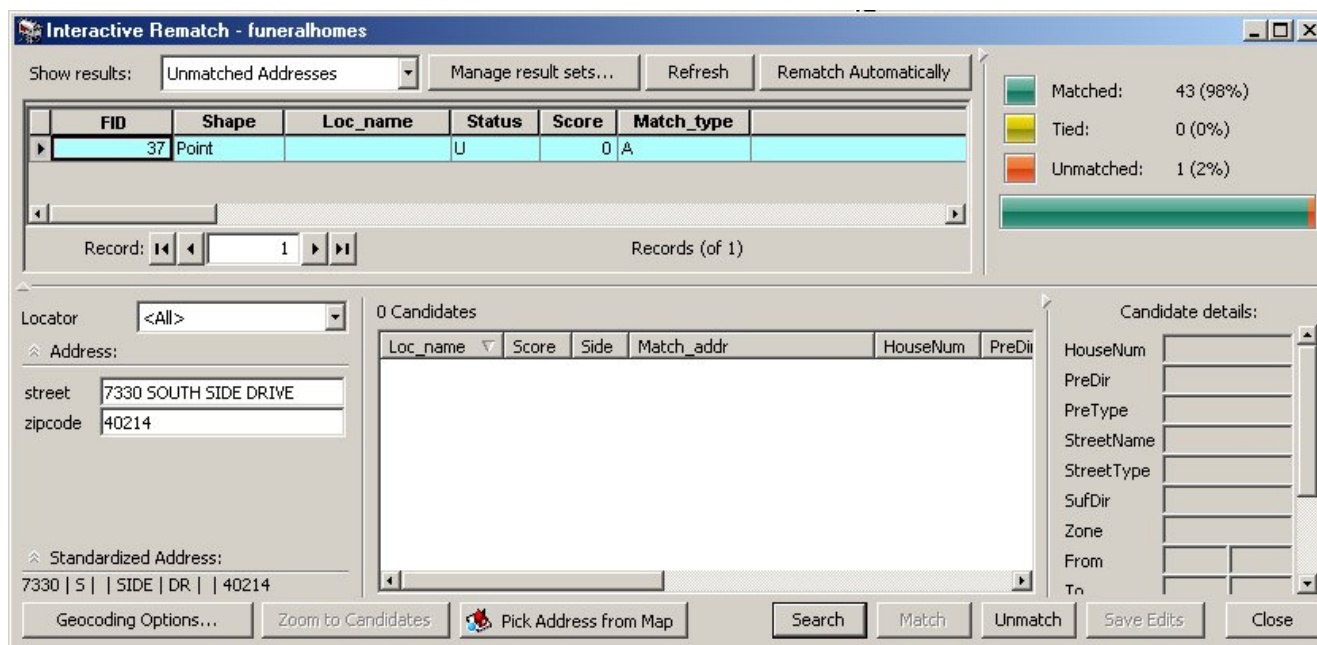 Interactive Rematch - funeralhomes
Show results: Unmatched Addresses Manage result sets... Refresh Rematch Automatically
Matched: 43 (98%)
FID Shape Loc_name Status Score Match_type
Tied: 0 (0%)
37 Point U 0 A
Unmatched: 1 (2%)
Record: 1 Records (of 1)
Locator <All>
Address:
street 7330 SOUTH SIDE DRIVE
zipcode 40214
Standardized Address:
7330 | S | | SIDE | DR | | 40214
0 Candidates
Loc_name Score Side Match_addr HouseNum PreDir
Candidate details:
HouseNum
PreDir
PreType
StreetName
StreetType
SufDir
Zone
From
To
Geocoding Options... Zoom to Candidates Pick Address from Map Search Match Unmatch Save Edits Close